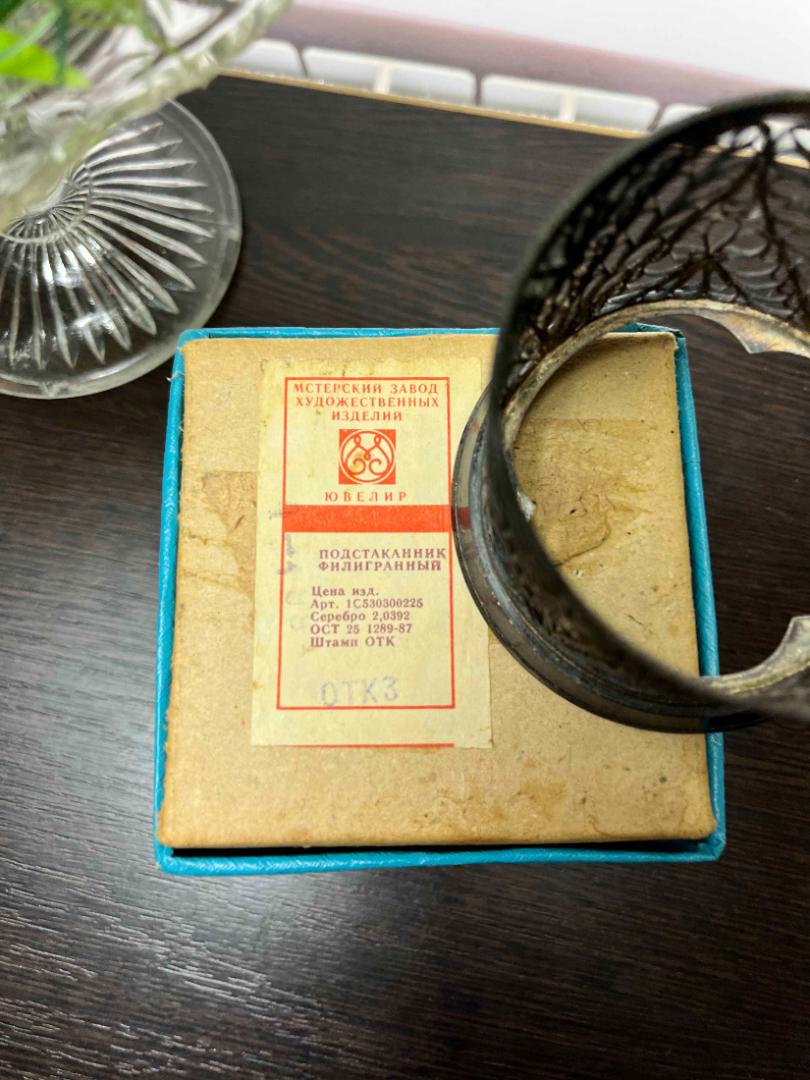 МСТЕРСКИЙ ЗАВОД
ХУДОЖЕСТВЕННЫХ
ИЗДЕЛИЙ
ЮВЕЛИР
ПОДСТАКАННИК
ФИЛИГРАННЫЙ
Цена изд.
Арт. 1С530300225
Серебро 2,0392
ОСТ 25 1289-87
Штамп ОТК
ОТК3